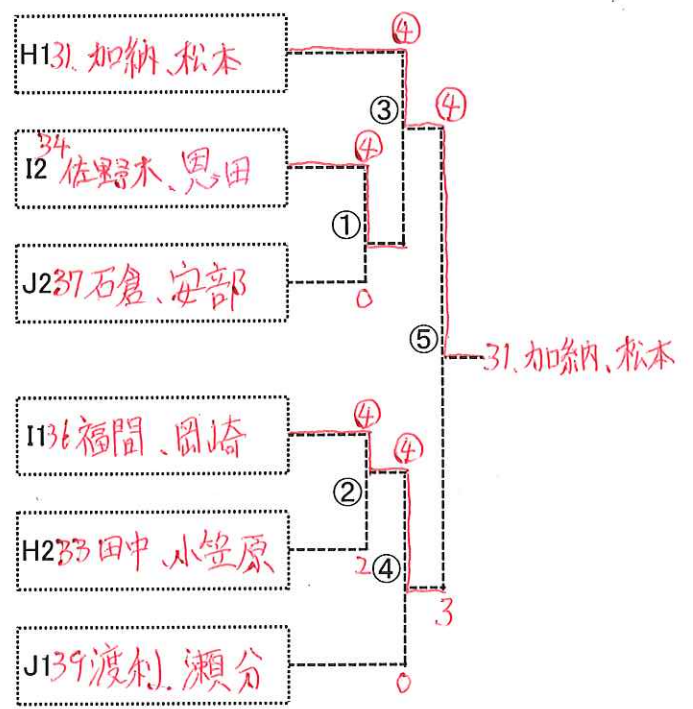 ④
H1 31. 加納、松本
③
④
34
④
I2 佐野木、恩田
①
J2 37 石倉、安部
0
⑤
31. 加納、松本
④
I1 36 福間、岡崎
④
②
H2 33 田中、小笠原
2
④
3
J1 39 渡利、瀬分
0